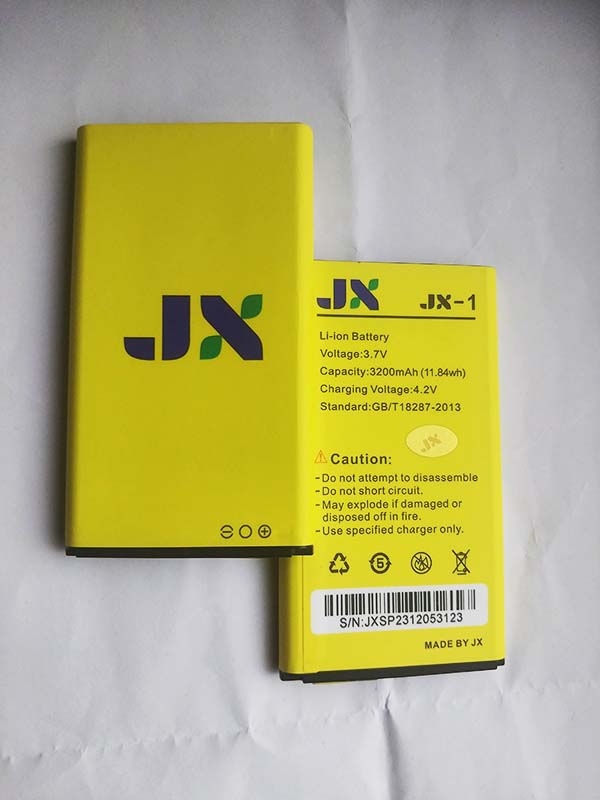 JX
JX JX-1
Li-ion Battery
Voltage:3.7V
Capacity:3200mAh (11.84wh)
Charging Voltage:4.2V
Standard:GB/T18287-2013
JX
Caution:
-Do not attempt to disassemble
-Do not short circuit.
-May explode if damaged or
disposed off in fire.
-Use specified charger only.
5
S/N:JXSP2312053123
MADE BY JX